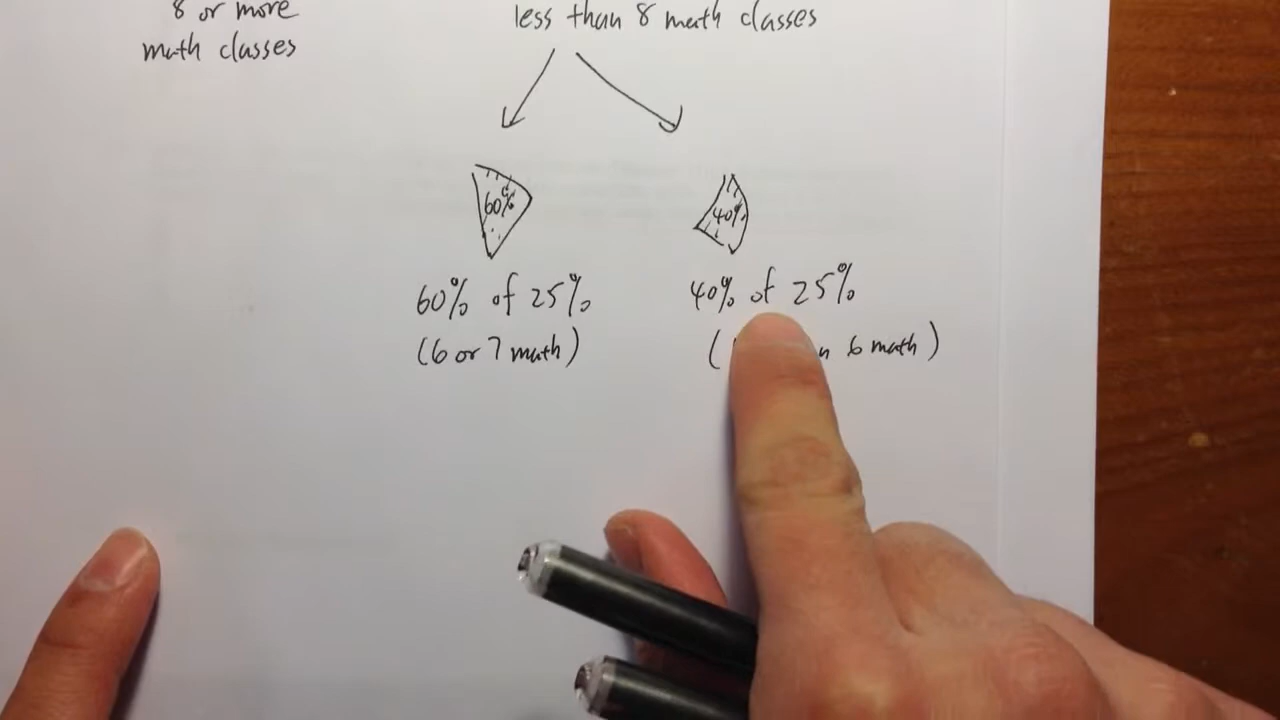 8 or more
math classes
less than 8 math classes
60%
40%
60% of 25%
(6 or 7 math)
40% of 25%
( 6 math)